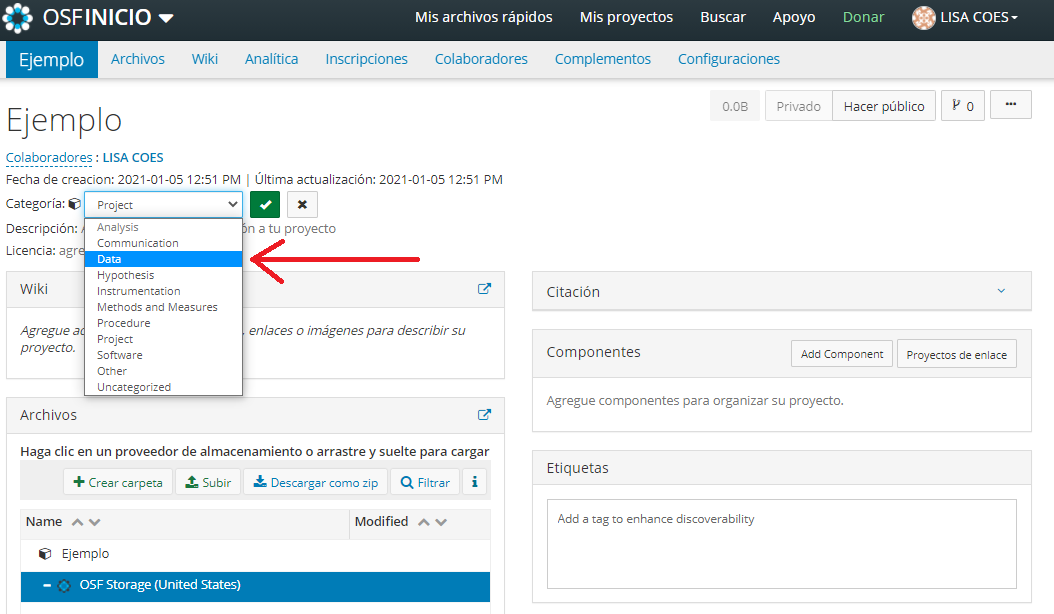 OSFINICIO Mis archivos rápidos Mis proyectos Buscar Apoyo Donar LISA COES
Ejemplo Archivos Wiki Analítica Inscripciones Colaboradores Complementos Configuraciones
0.0B Privado Hacer público 0 ...
Ejemplo
Colaboradores : LISA COES
Fecha de creacion: 2021-01-05 12:51 PM | Última actualización: 2021-01-05 12:51 PM
Categoría: Project
Descripción: ón a tu proyecto
Licencia: agre
Analysis
Communication
Data
Hypothesis
Instrumentation
Methods and Measures
Procedure
Project
Software
Other
Uncategorized
Wiki
Agregue , enlaces o imágenes para describir su
proyecto.
Archivos
Haga clic en un proveedor de almacenamiento o arrastre y suelte para cargar
Crear carpeta Subir Descargar como zip Filtrar i
Name Modified
Ejemplo
OSF Storage (United States)
Citación
Componentes Add Component Proyectos de enlace
Agregue componentes para organizar su proyecto.
Etiquetas
Add a tag to enhance discoverability